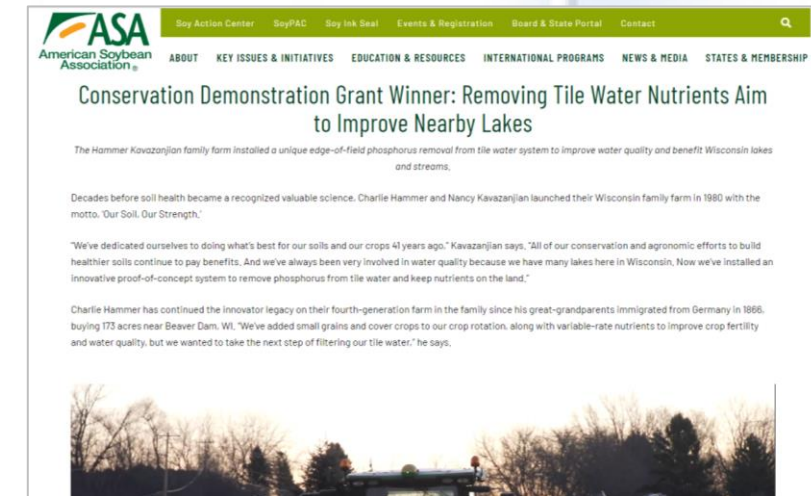 ASA
American Soybean
Association®
Soy Action Center SoyPAC Soy Ink Seal Events & Registration Board & State Portal Contact
ABOUT KEY ISSUES & INITIATIVES EDUCATION & RESOURCES INTERNATIONAL PROGRAMS NEWS & MEDIA STATES & MEMBERSHIP
Conservation Demonstration Grant Winner: Removing Tile Water Nutrients Aim
to Improve Nearby Lakes
The Hammer Kavazanjian family farm installed a unique edge-of-field phosphorus removal from tile water system to improve water quality and benefit Wisconsin lakes
and streams.
Decades before soil health became a recognized valuable science, Charlie Hammer and Nancy Kavazanjian launched their Wisconsin family farm in 1980 with the
motto, 'Our Soil, Our Strength.'
"We've dedicated ourselves to doing what's best for our soils and our crops 41 years ago," Kavazanjian says. "All of our conservation and agronomic efforts to build
healthier soils continue to pay benefits. And we've always been very involved in water quality because we have many lakes here in Wisconsin. Now we've installed an
innovative proof-of-concept system to remove phosphorus from tile water and keep nutrients on the land."
Charlie Hammer has continued the innovator legacy on their fourth-generation farm in the family since his great-grandparents immigrated from Germany in 1866,
buying 173 acres near Beaver Dam, WI. "We've added small grains and cover crops to our crop rotation, along with variable-rate nutrients to improve crop fertility
and water quality, but we wanted to take the next step of filtering our tile water," he says.